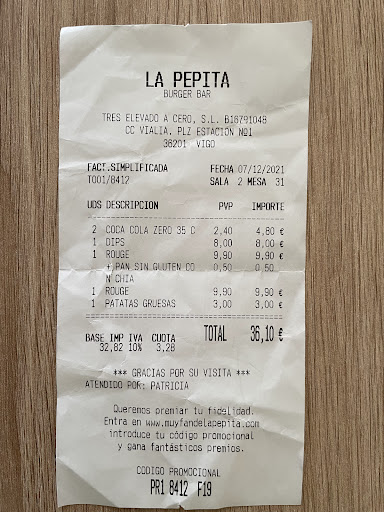 LA PEPITA
BURGER BAR
TRES ELEVADO A CERO, S.L. B16791048
CC VIALIA, PLZ ESTACION Nº1
36201 VIGO
FACT.SIMPLIFICADA FECHA 07/12/2021
T001/8412 SALA 2 MESA 31
UDS DESCRIPCION PVP IMPORTE
2 COCA COLA ZERO 35 C 2,40 4,80 €
1 DIPS 8,00 8,00 €
1 ROUGE 9,90 9,90 €
+ PAN SIN GLUTEN CO 0,50 0,50
N CHIA
1 ROUGE 9,90 9,90 €
1 PATATAS GRUESAS 3,00 3,00 €
BASE IMP IVA CUOTA TOTAL 36,10 €
32,82 10% 3,28
*** GRACIAS POR SU VISITA ***
ATENDIDO POR: PATRICIA
Queremos premiar tu fidelidad.
Entra en www.muyfandelapepita.com
introduce tu código promocional
y gana fantásticos premios.
CODIGO PROMOCIONAL
PR1 8412 F19